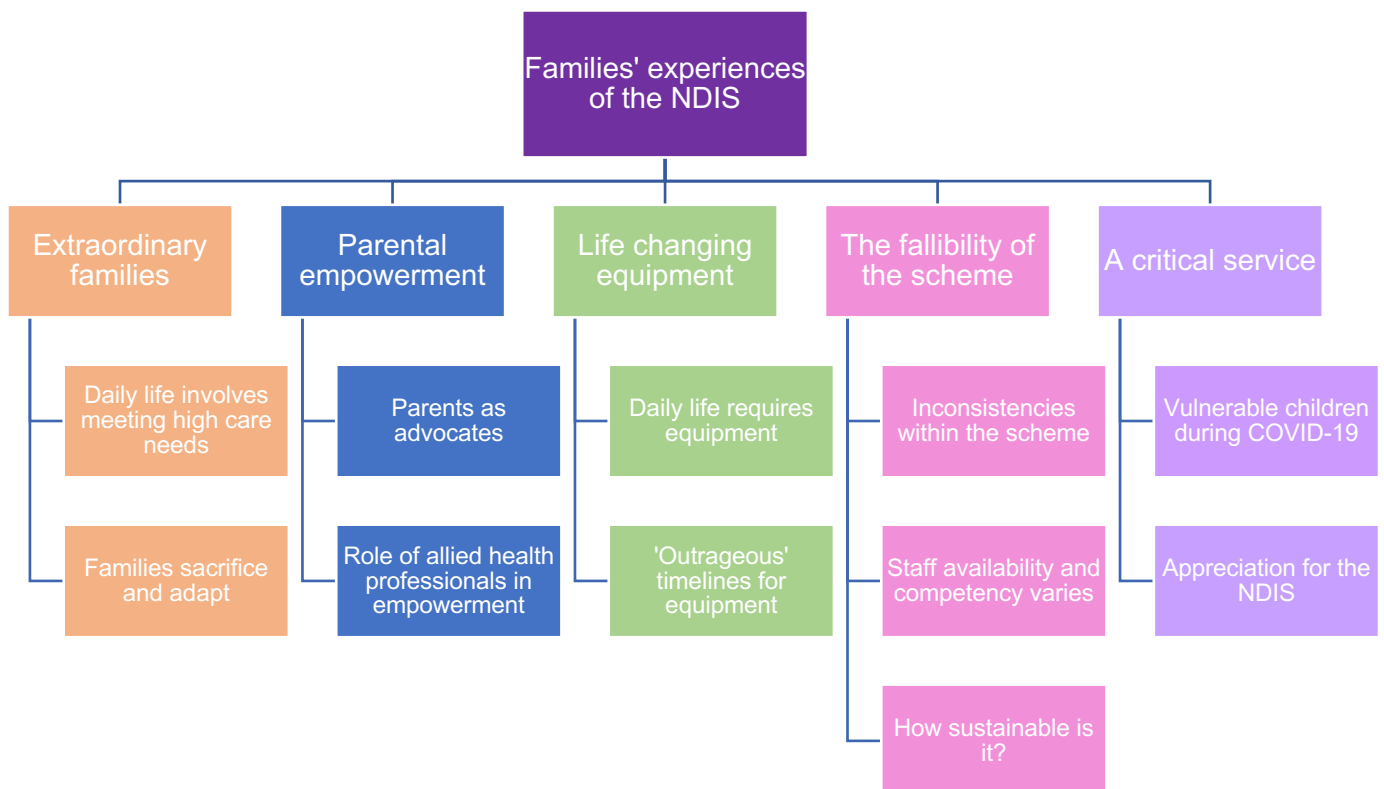 Families' experiences
of the NDIS
Extraordinary
families
Parental
empowerment
Life changing
equipment
The fallibility of
the scheme
A critical service
Daily life involves
meeting high care
needs
Parents as
advocates
Daily life requires
equipment
Inconsistencies
within the scheme
Vulnerable children
during COVID-19
Families sacrifice
and adapt
Role of allied health
professionals in
empowerment
'Outrageous'
timelines for
equipment
Staff availability and
competency varies
Appreciation for the
NDIS
How sustainable is
it?